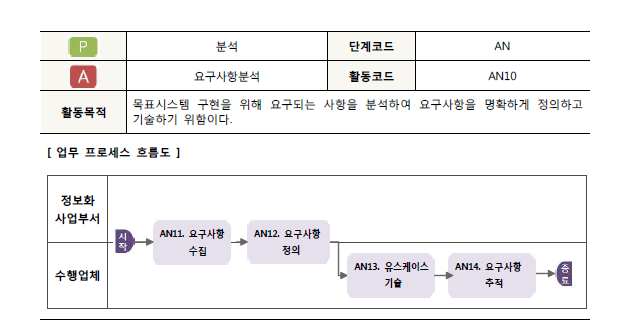 P 분석 단계코드 AN
A 요구사항분석 활동코드 AN10
활동목적 목표시스템 구현을 위해 요구되는 사항을 분석하여 요구사항을 명확하게 정의하고
기술하기 위함이다.
[ 업무 프로세스 흐름도 ]
정보화
사업부서
시
작
AN11. 요구사항
수집
AN12. 요구사항
정의
수행업체
AN13. 유스케이스
기술
AN14. 요구사항
추적
종
료